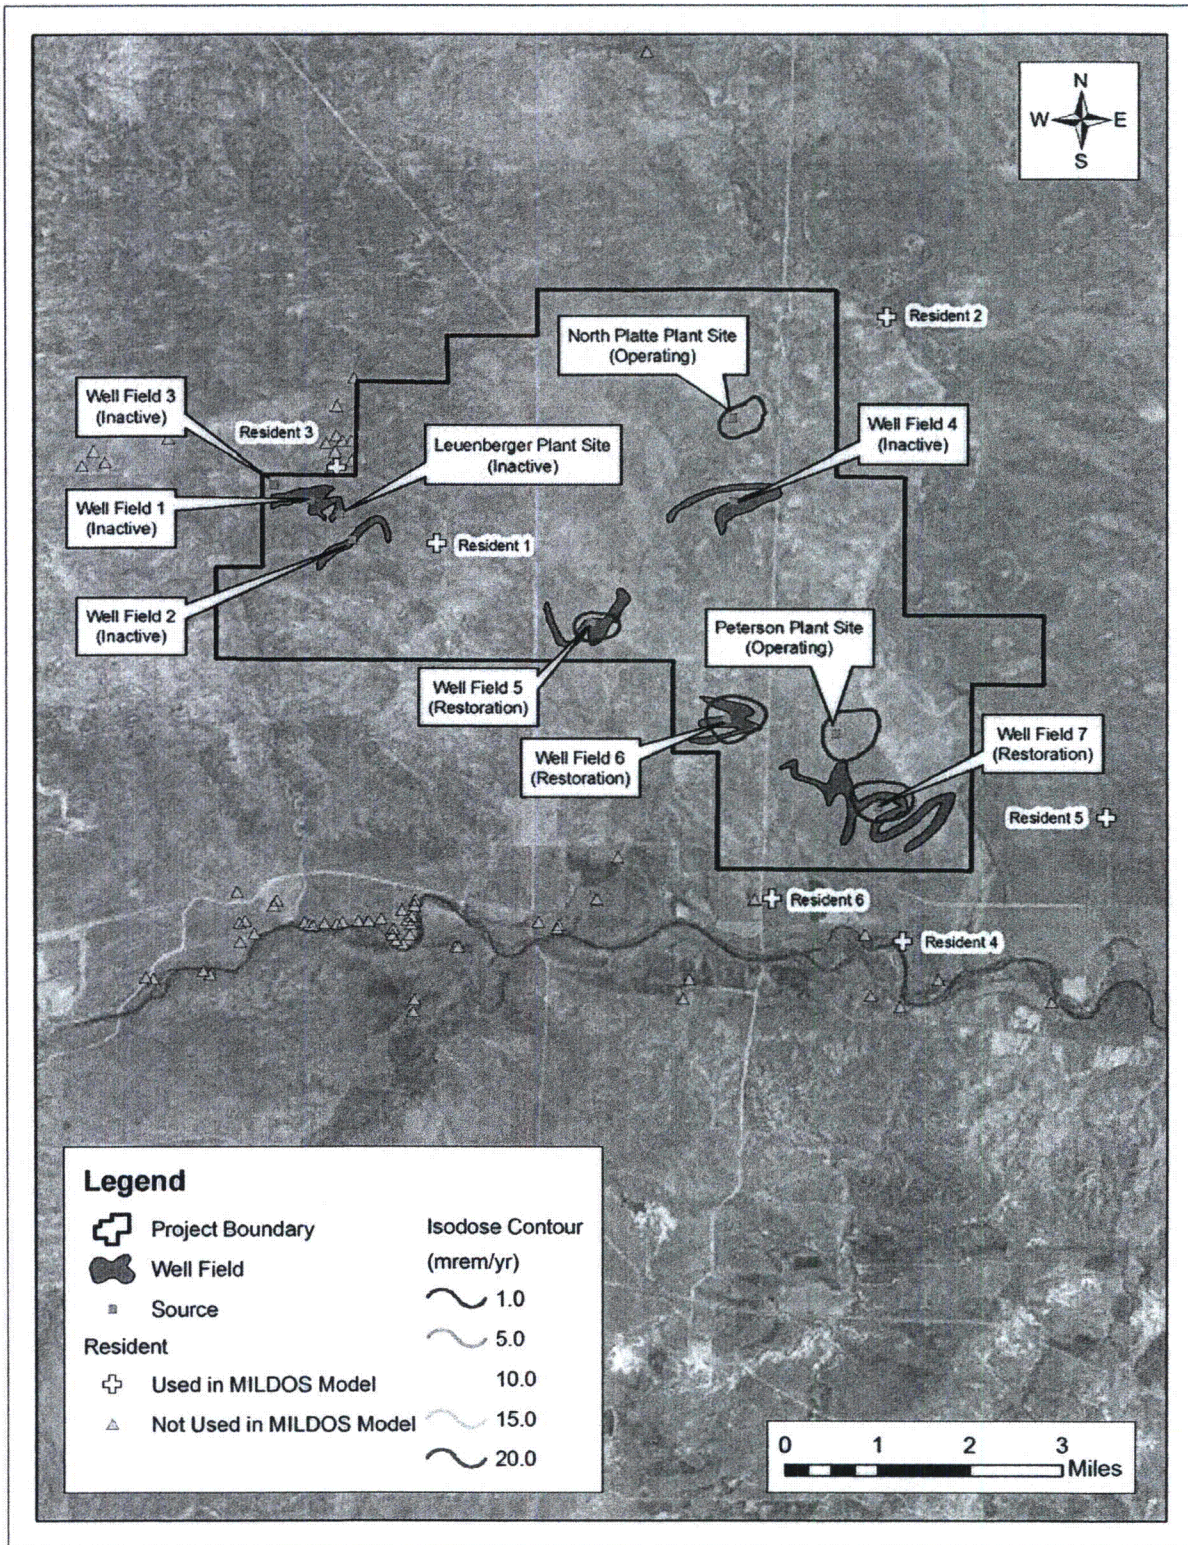 N
W E
S
Resident 2
North Platte Plant Site
(Operating)
Well Field 3
(Inactive)
Resident 3
Leuenberger Plant Site
(Inactive)
Well Field 4
(Inactive)
Well Field 1
(Inactive)
Resident 1
Well Field 2
(Inactive)
Peterson Plant Site
(Operating)
Well Field 5
(Restoration)
Well Field 6
(Restoration)
Well Field 7
(Restoration)
Resident 5
Resident 6
Resident 4
Legend
Project Boundary
Well Field
Source
Resident
Used in MILDOS Model
Not Used in MILDOS Model
Isodose Contour
(mrem/yr)
1.0
5.0
10.0
15.0
20.0
0 1 2 3
Miles